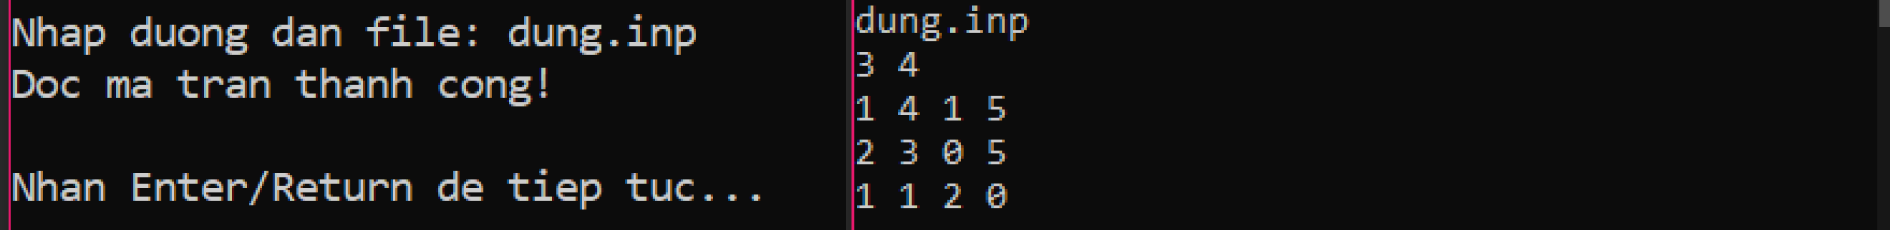 Nhap duong dan file: dung.inp
Doc ma tran thanh cong!
Nhan Enter/Return de tiep tuc...
dung.inp
3 4
1 4 1 5
2 3 0 5
1 1 2 0